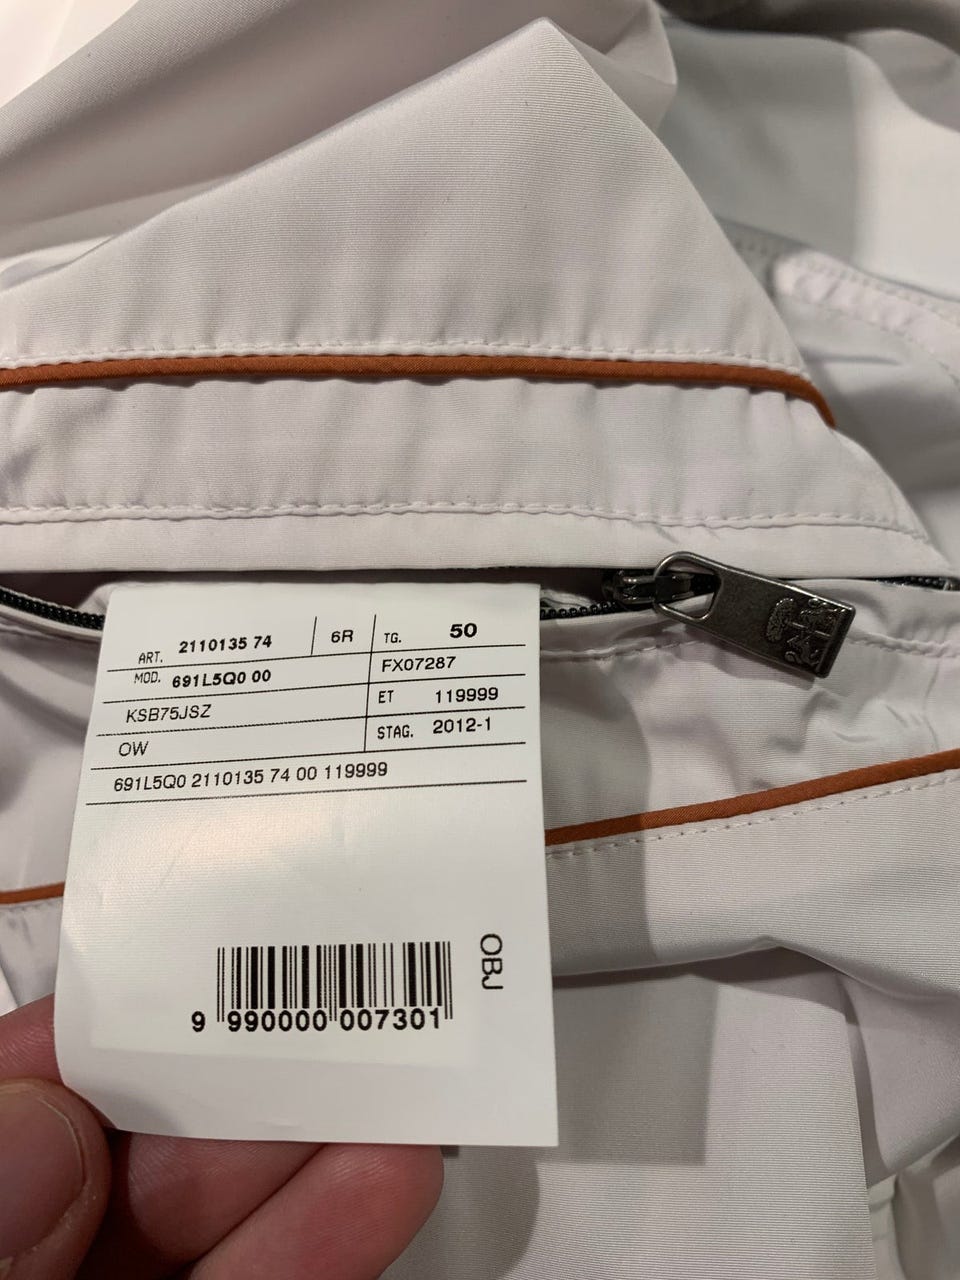 ART. 2110135 74 6R TG. 50
MOD. 691L5Q0 00 FX07287
KSB75JSZ ET 119999
OW STAG. 2012-1
691L5Q0 2110135 74 00 119999
OBJ
9 990000 007301